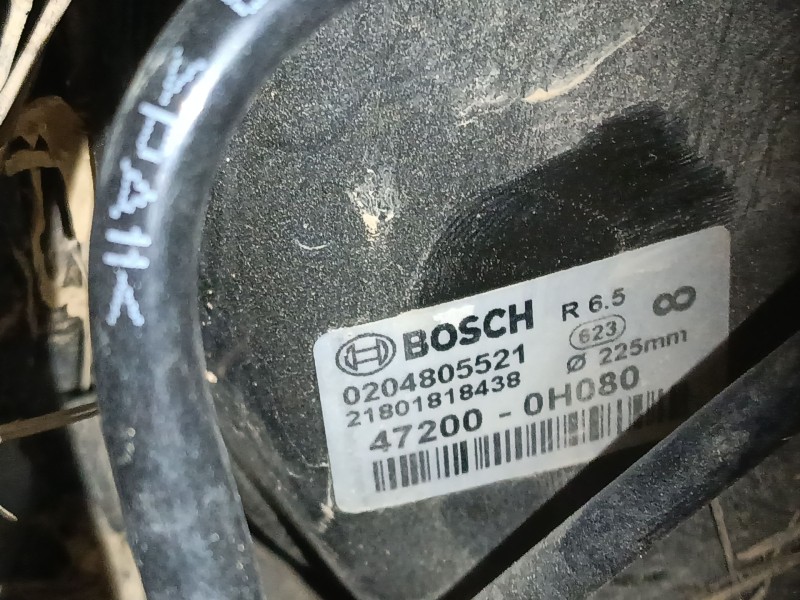 BOSCH R 6.5 ∞
0204805521 623
21801818438 Ø 225mm
47200 - 0H080